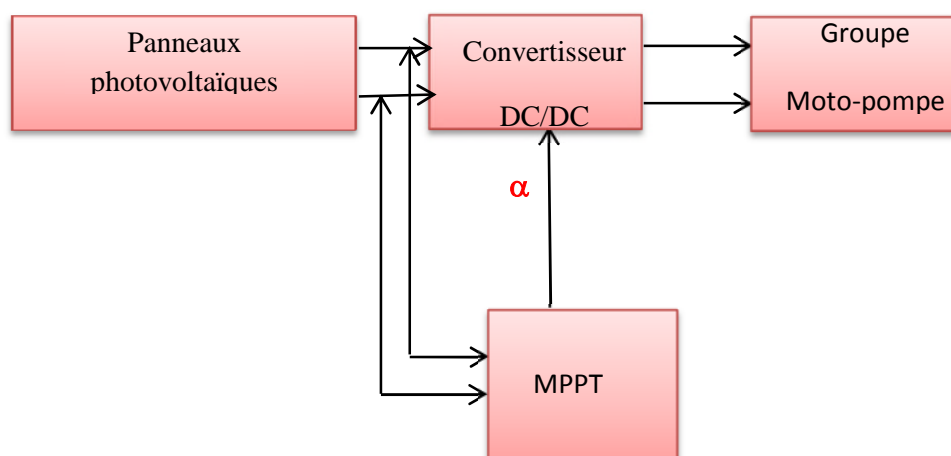 Panneaux
photovoltaïques
Convertisseur
DC/DC
Groupe
Moto-pompe
α
MPPT